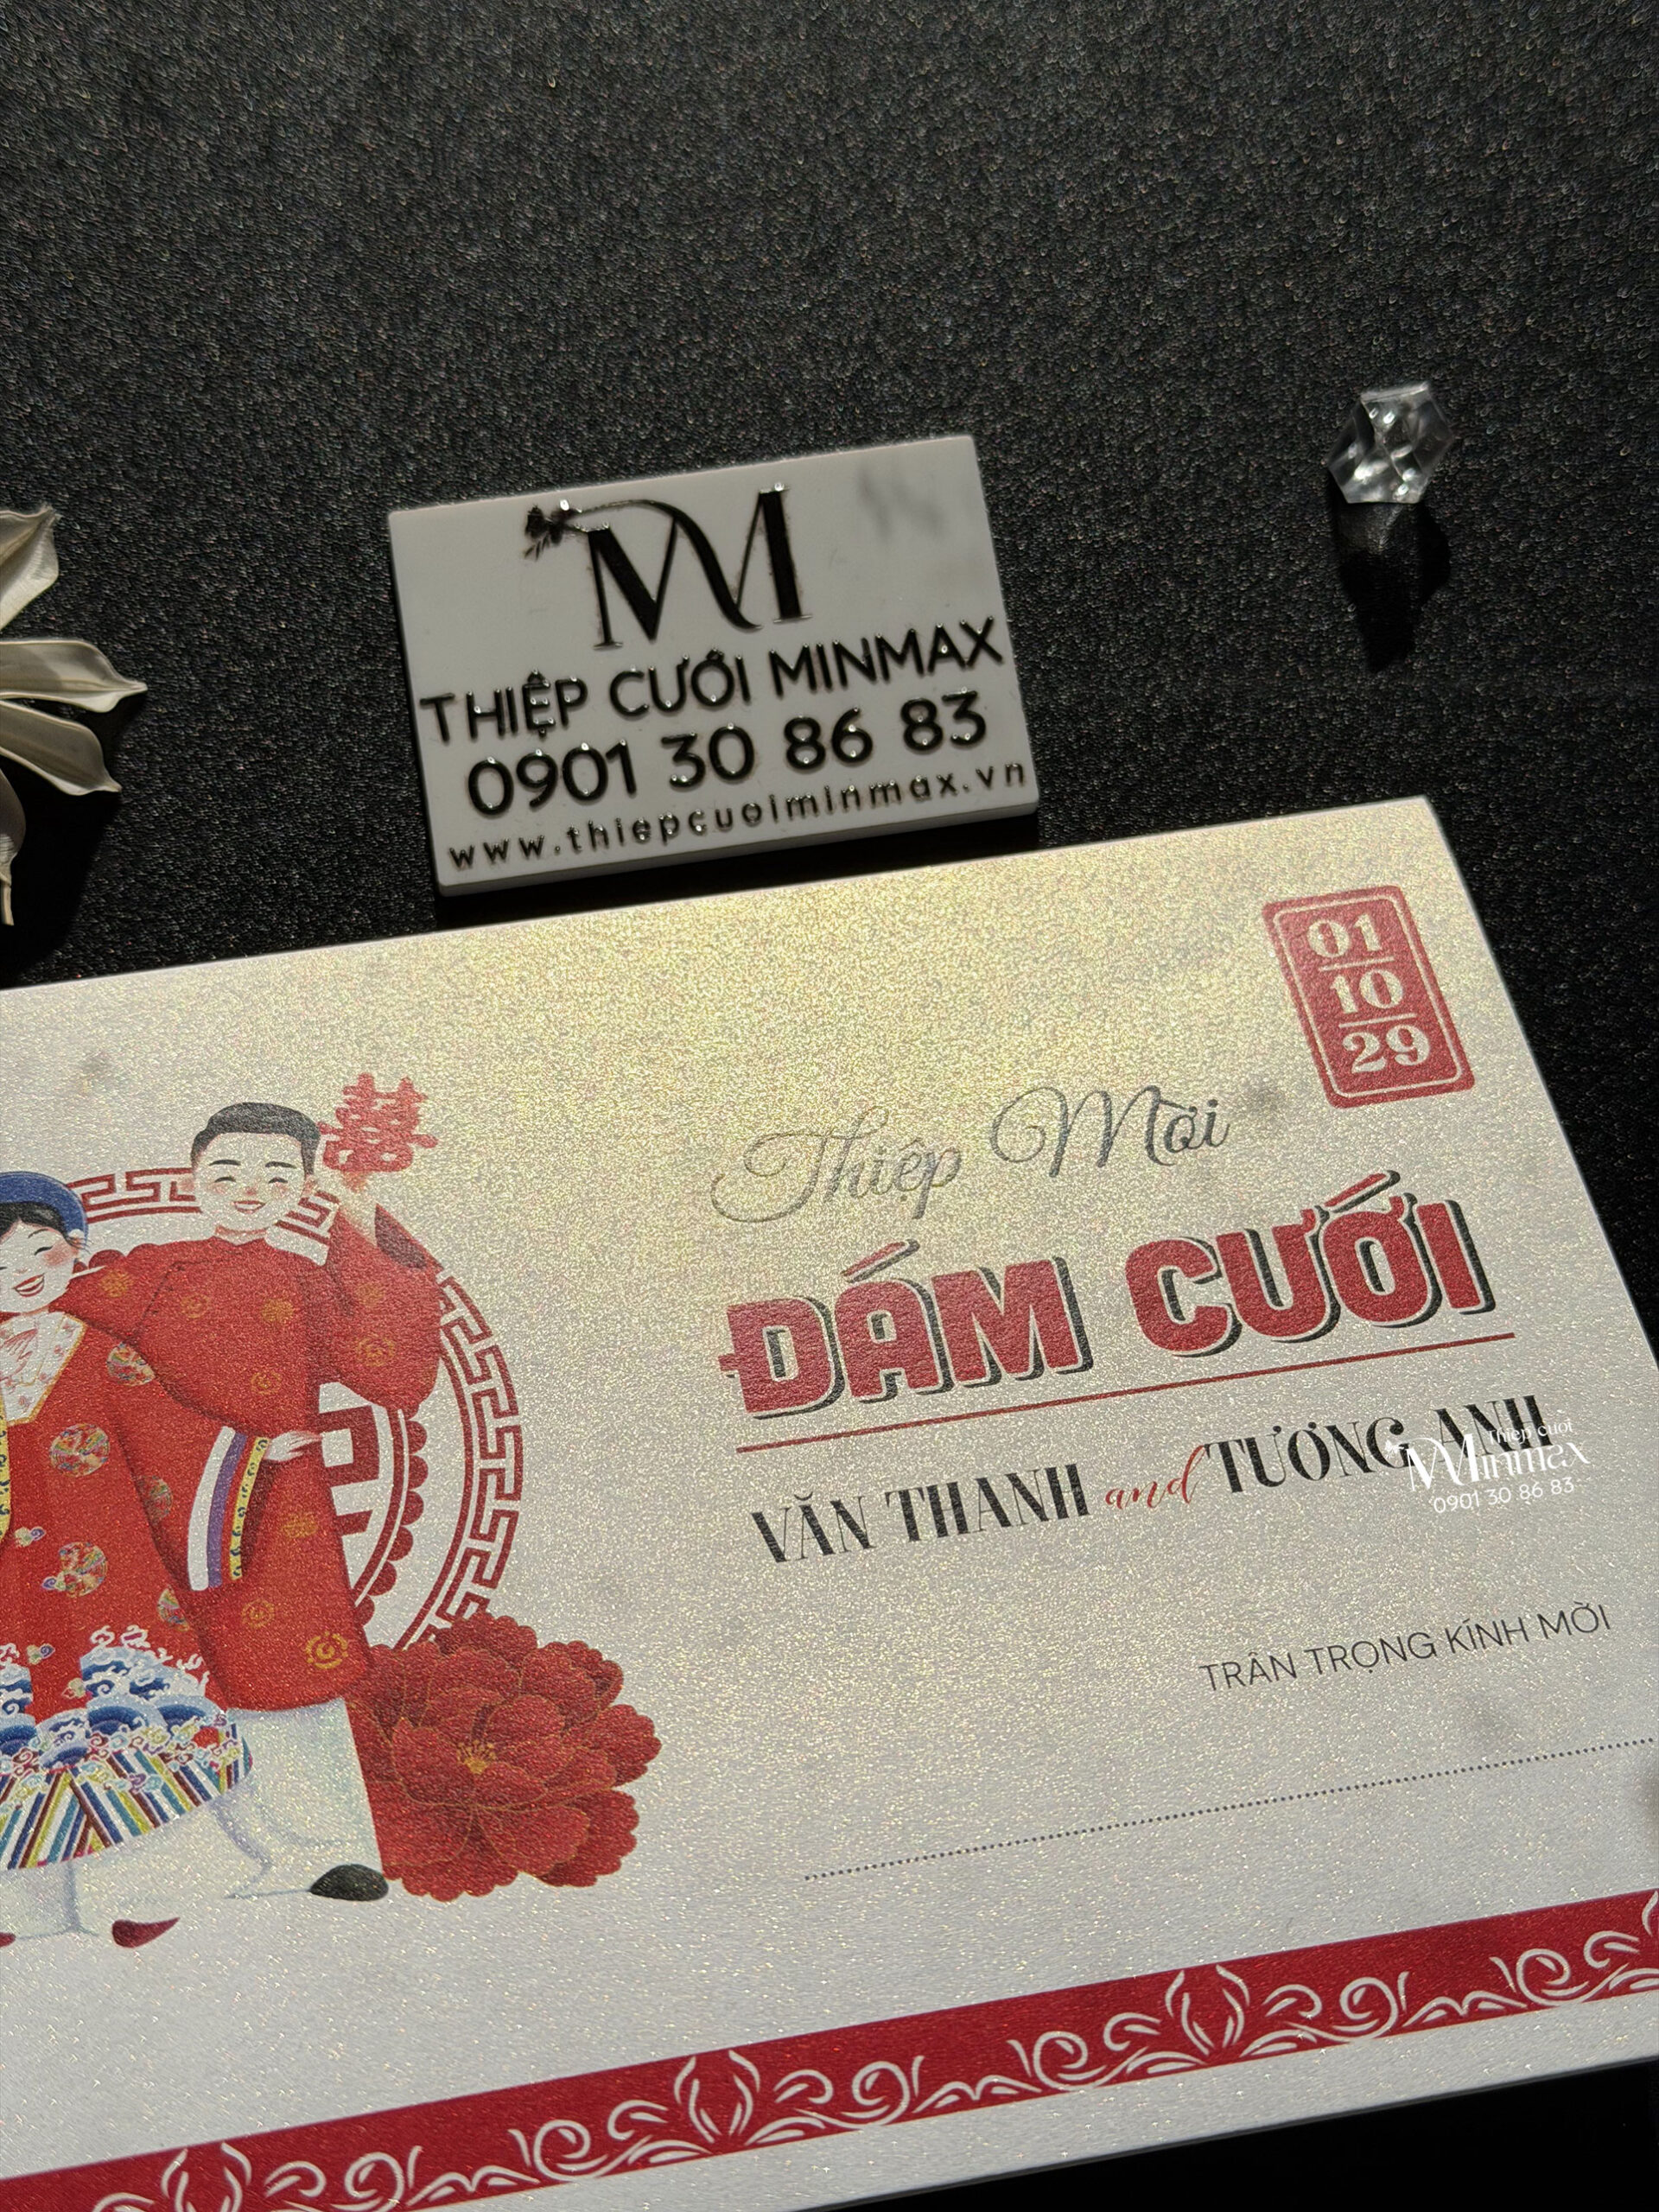 THIỆP CƯỚI MINMAX
0901 30 86 83
www.thiepcuoiminmax.vn
01
10
29
囍
Thiệp Mời
ĐÁM CƯỚI
VĂN THANH and TƯỜNG ANH
Thiệp cưới
Minmax
0901 30 86 83
TRÂN TRỌNG KÍNH MỜI